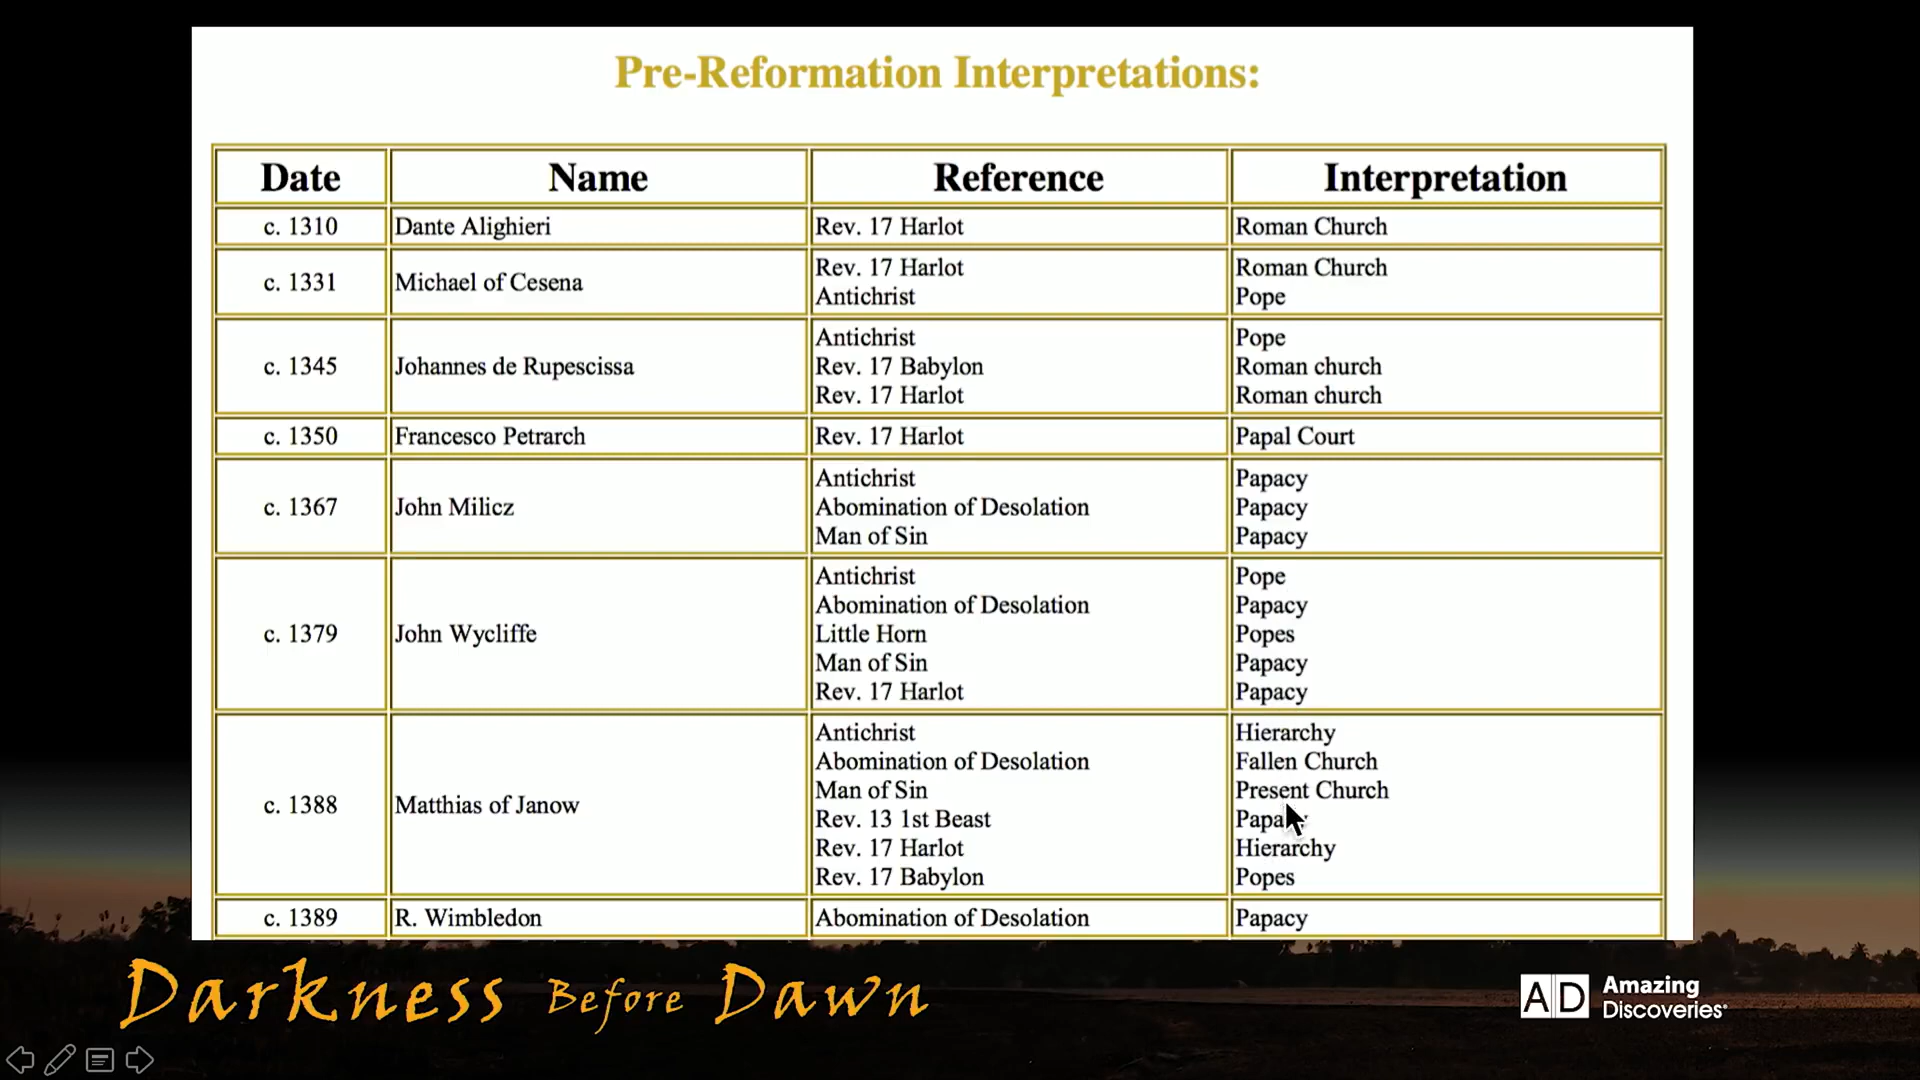 Pre-Reformation Interpretations:
Date Name Reference Interpretation
c. 1310 Dante Alighieri Rev. 17 Harlot Roman Church
c. 1331 Michael of Cesena
Rev. 17 Harlot Roman Church
Antichrist Pope
c. 1345 Johannes de Rupescissa
Antichrist Pope
Rev. 17 Babylon Roman church
Rev. 17 Harlot Roman church
c. 1350 Francesco Petrarch Rev. 17 Harlot Papal Court
c. 1367 John Milicz
Antichrist Papacy
Abomination of Desolation Papacy
Man of Sin Papacy
c. 1379 John Wycliffe
Antichrist Pope
Abomination of Desolation Papacy
Little Horn Popes
Man of Sin Papacy
Rev. 17 Harlot Papacy
c. 1388 Matthias of Janow
Antichrist Hierarchy
Abomination of Desolation Fallen Church
Man of Sin Present Church
Rev. 13 1st Beast
Rev. 17 Harlot Hierarchy
Rev. 17 Babylon Popes
c. 1389 R. Wimbledon Abomination of Desolation Papacy
Darkness Before Dawn
AD Amazing
Discoveries